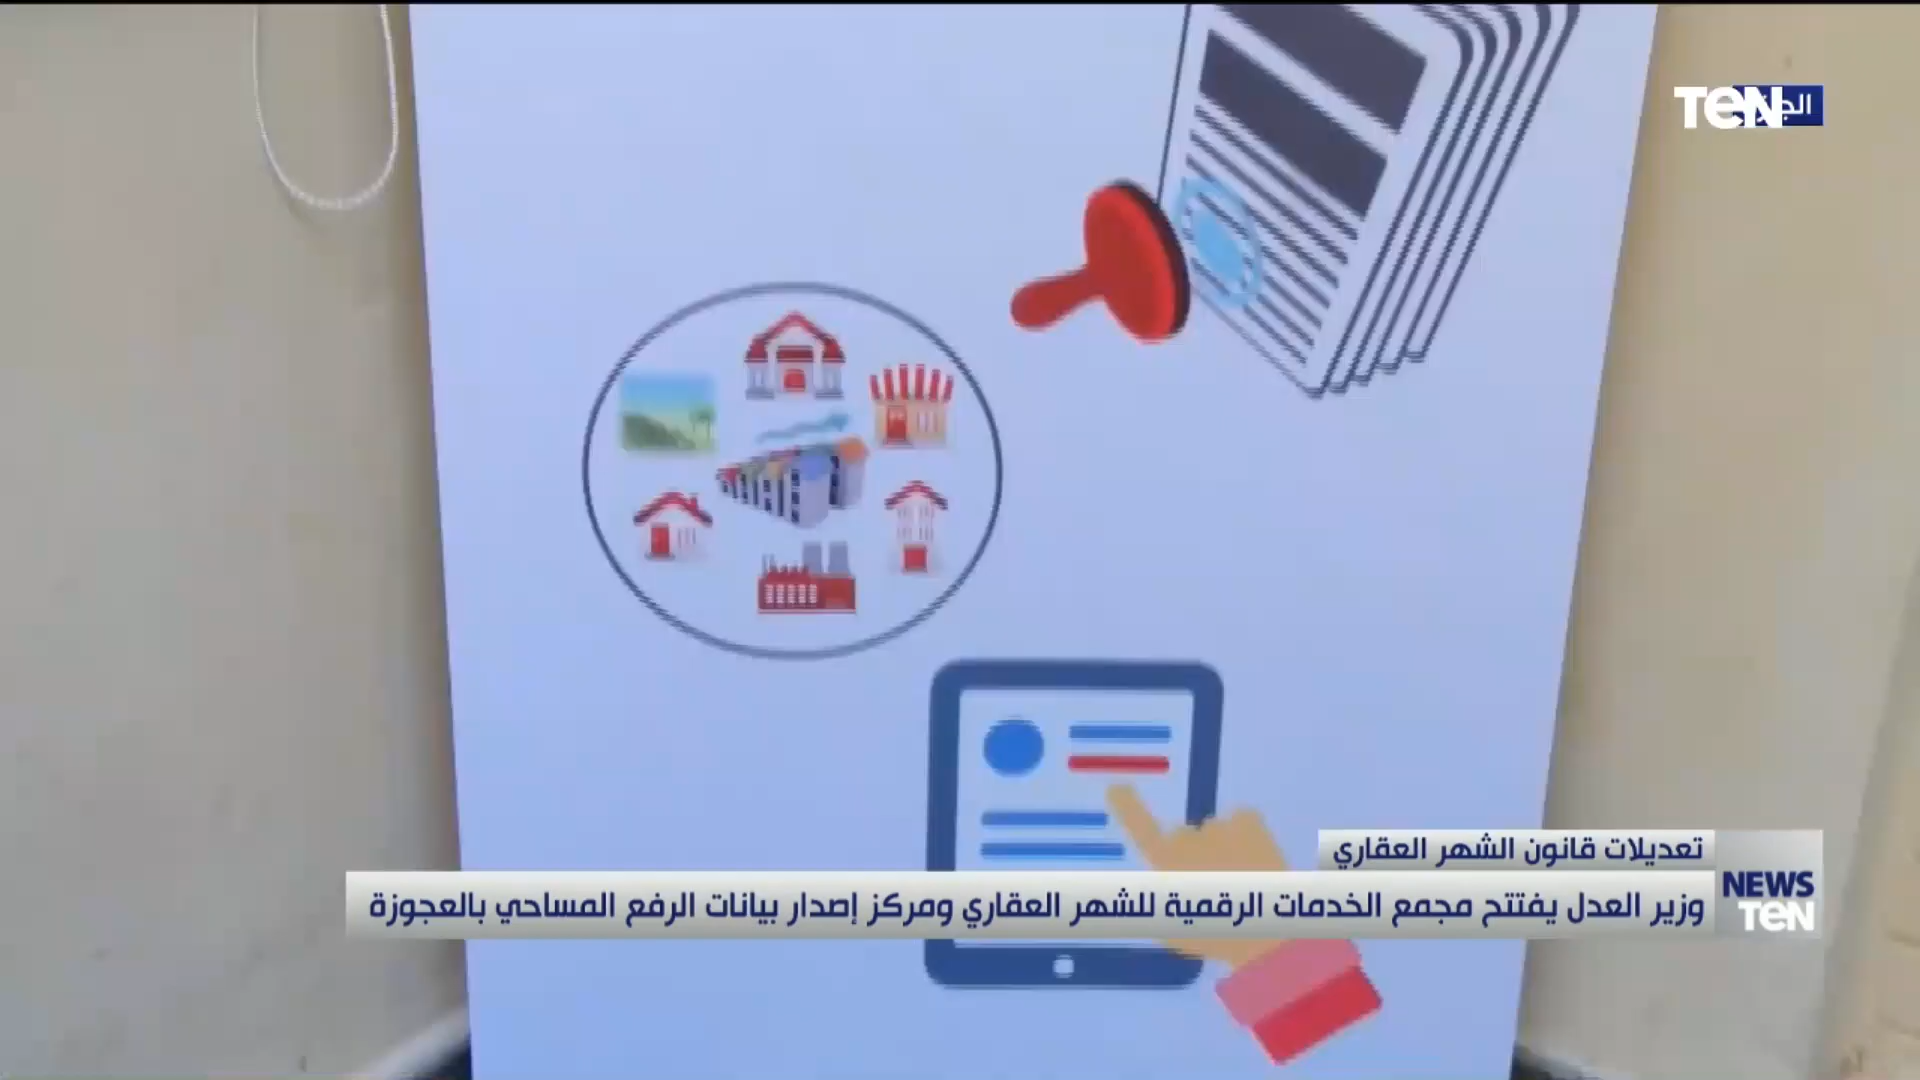 TEN
تعديلات قانون الشهر العقاري
وزير العدل يفتتح مجمع الخدمات الرقمية للشهر العقاري ومركز إصدار بيانات الرفع المساحي بالعجوزة
NEWS
TEN